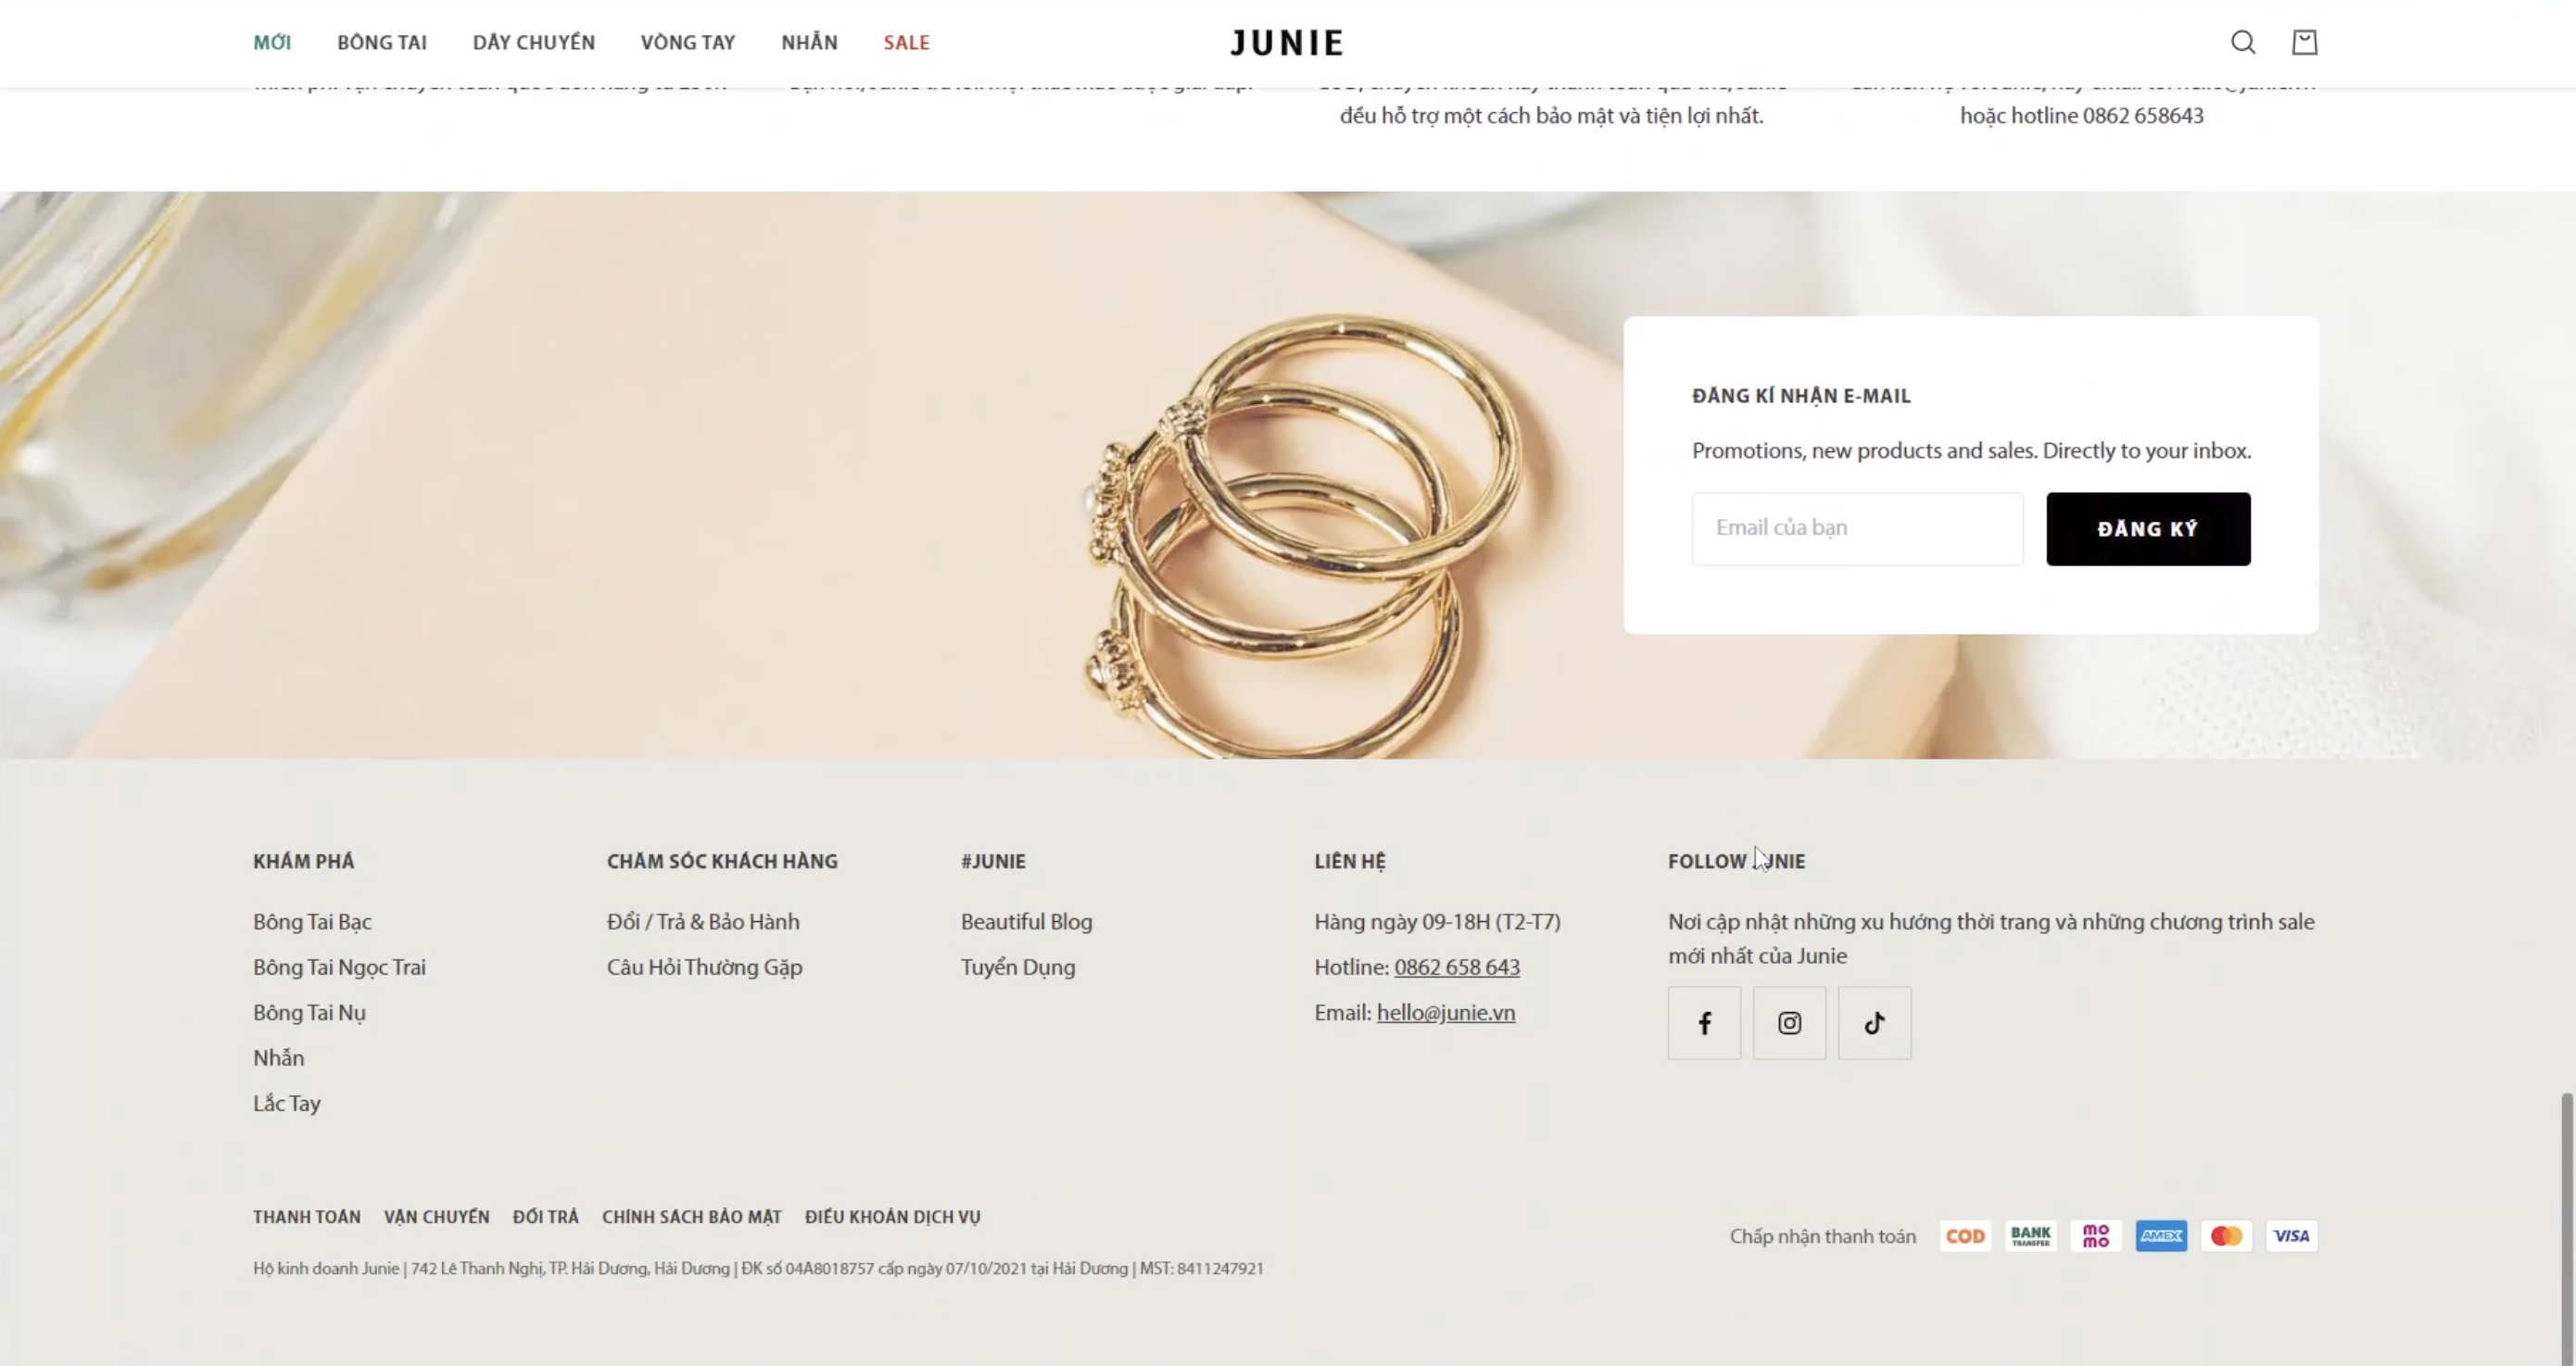 MỚI BÔNG TAI DÂY CHUYỀN VÒNG TAY NHẪN SALE JUNIE
đều hỗ trợ một cách bảo mật và tiện lợi nhất.
hoặc hotline 0862 658643
ĐĂNG KÍ NHẬN E-MAIL
Promotions, new products and sales. Directly to your inbox.
Email của bạn
ĐĂNG KÝ
KHÁM PHÁ
Bông Tai Bạc
Bông Tai Ngọc Trai
Bông Tai Nụ
Nhẫn
Lắc Tay
CHĂM SÓC KHÁCH HÀNG
Đổi / Trả & Bảo Hành
Câu Hỏi Thường Gặp
#JUNIE
Beautiful Blog
Tuyển Dụng
LIÊN HỆ
Hàng ngày 09-18H (T2-T7)
Hotline: 0862 658 643
Email: hello@junie.vn
FOLLOW JUNIE
Nơi cập nhật những xu hướng thời trang và những chương trình sale
mới nhất của Junie
THANH TOÁN VẬN CHUYỂN ĐỔI TRẢ CHÍNH SÁCH BẢO MẬT ĐIỀU KHOẢN DỊCH VỤ
Hộ kinh doanh Junie | 742 Lê Thanh Nghị, TP. Hải Dương, Hải Dương | ĐK số 04A8018757 cấp ngày 07/10/2021 tại Hải Dương | MST: 8411247921
Chấp nhận thanh toán COD BANK TRANSFER MOMO AMEX VISA